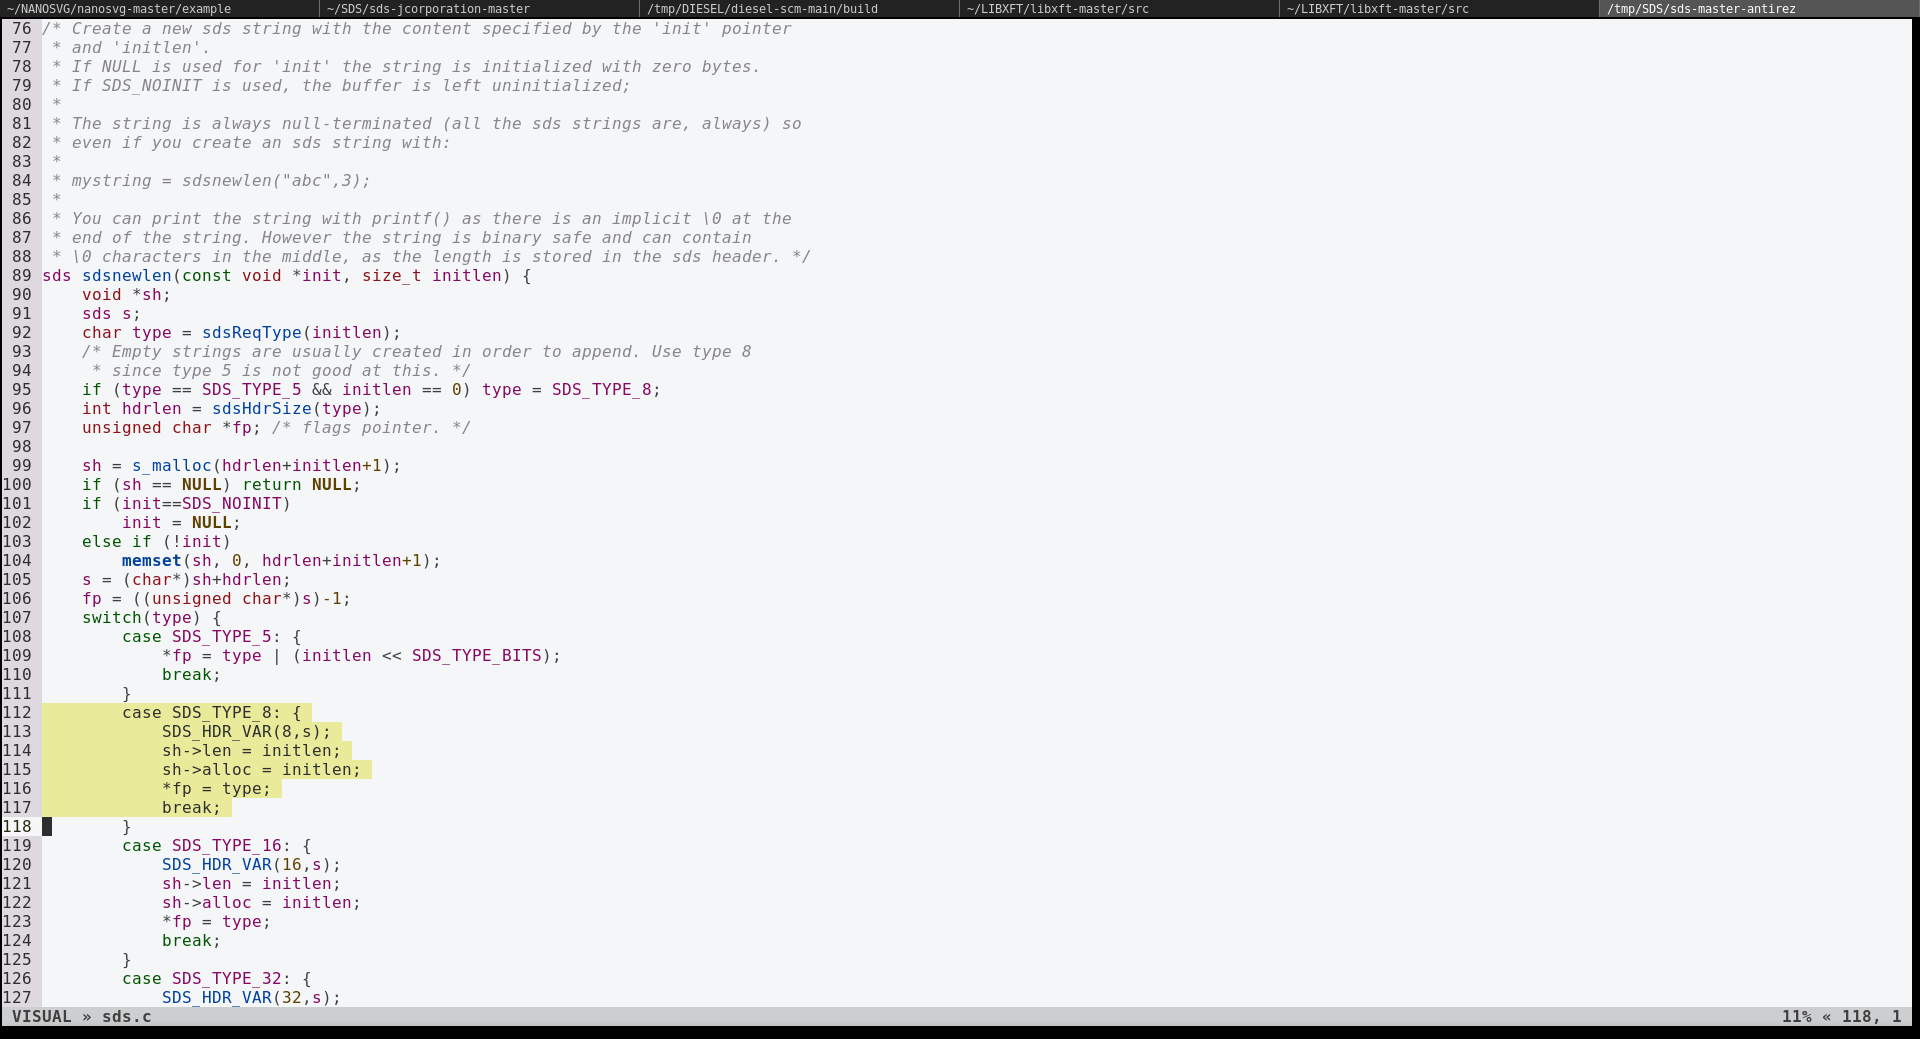 ~/NANOSVG/nanosvg-master/example ~/SDS/sds-jcorporation-master /tmp/DIESEL/diesel-scm-main/build ~/LIBXFT/libxft-master/src ~/LIBXFT/libxft-master/src /tmp/SDS/sds-master-antirez
76 /* Create a new sds string with the content specified by the 'init' pointer
77  * and 'initlen'.
78  * If NULL is used for 'init' the string is initialized with zero bytes.
79  * If SDS_NOINIT is used, the buffer is left uninitialized;
80  *
81  * The string is always null-terminated (all the sds strings are, always) so
82  * even if you create an sds string with:
83  *
84  * mystring = sdsnewlen("abc",3);
85  *
86  * You can print the string with printf() as there is an implicit \0 at the
87  * end of the string. However the string is binary safe and can contain
88  * \0 characters in the middle, as the length is stored in the sds header. */
89 sds sdsnewlen(const void *init, size_t initlen) {
90     void *sh;
91     sds s;
92     char type = sdsReqType(initlen);
93     /* Empty strings are usually created in order to append. Use type 8
94      * since type 5 is not good at this. */
95     if (type == SDS_TYPE_5 && initlen == 0) type = SDS_TYPE_8;
96     int hdrlen = sdsHdrSize(type);
97     unsigned char *fp; /* flags pointer. */
98
99     sh = s_malloc(hdrlen+initlen+1);
100     if (sh == NULL) return NULL;
101     if (init==SDS_NOINIT)
102         init = NULL;
103     else if (!init)
104         memset(sh, 0, hdrlen+initlen+1);
105     s = (char*)sh+hdrlen;
106     fp = ((unsigned char*)s)-1;
107     switch(type) {
108         case SDS_TYPE_5: {
109             *fp = type | (initlen << SDS_TYPE_BITS);
110             break;
111         }
112         case SDS_TYPE_8: {
113             SDS_HDR_VAR(8,s);
114             sh->len = initlen;
115             sh->alloc = initlen;
116             *fp = type;
117             break;
118         }
119         case SDS_TYPE_16: {
120             SDS_HDR_VAR(16,s);
121             sh->len = initlen;
122             sh->alloc = initlen;
123             *fp = type;
124             break;
125         }
126         case SDS_TYPE_32: {
127             SDS_HDR_VAR(32,s);
VISUAL » sds.c 11% « 118, 1